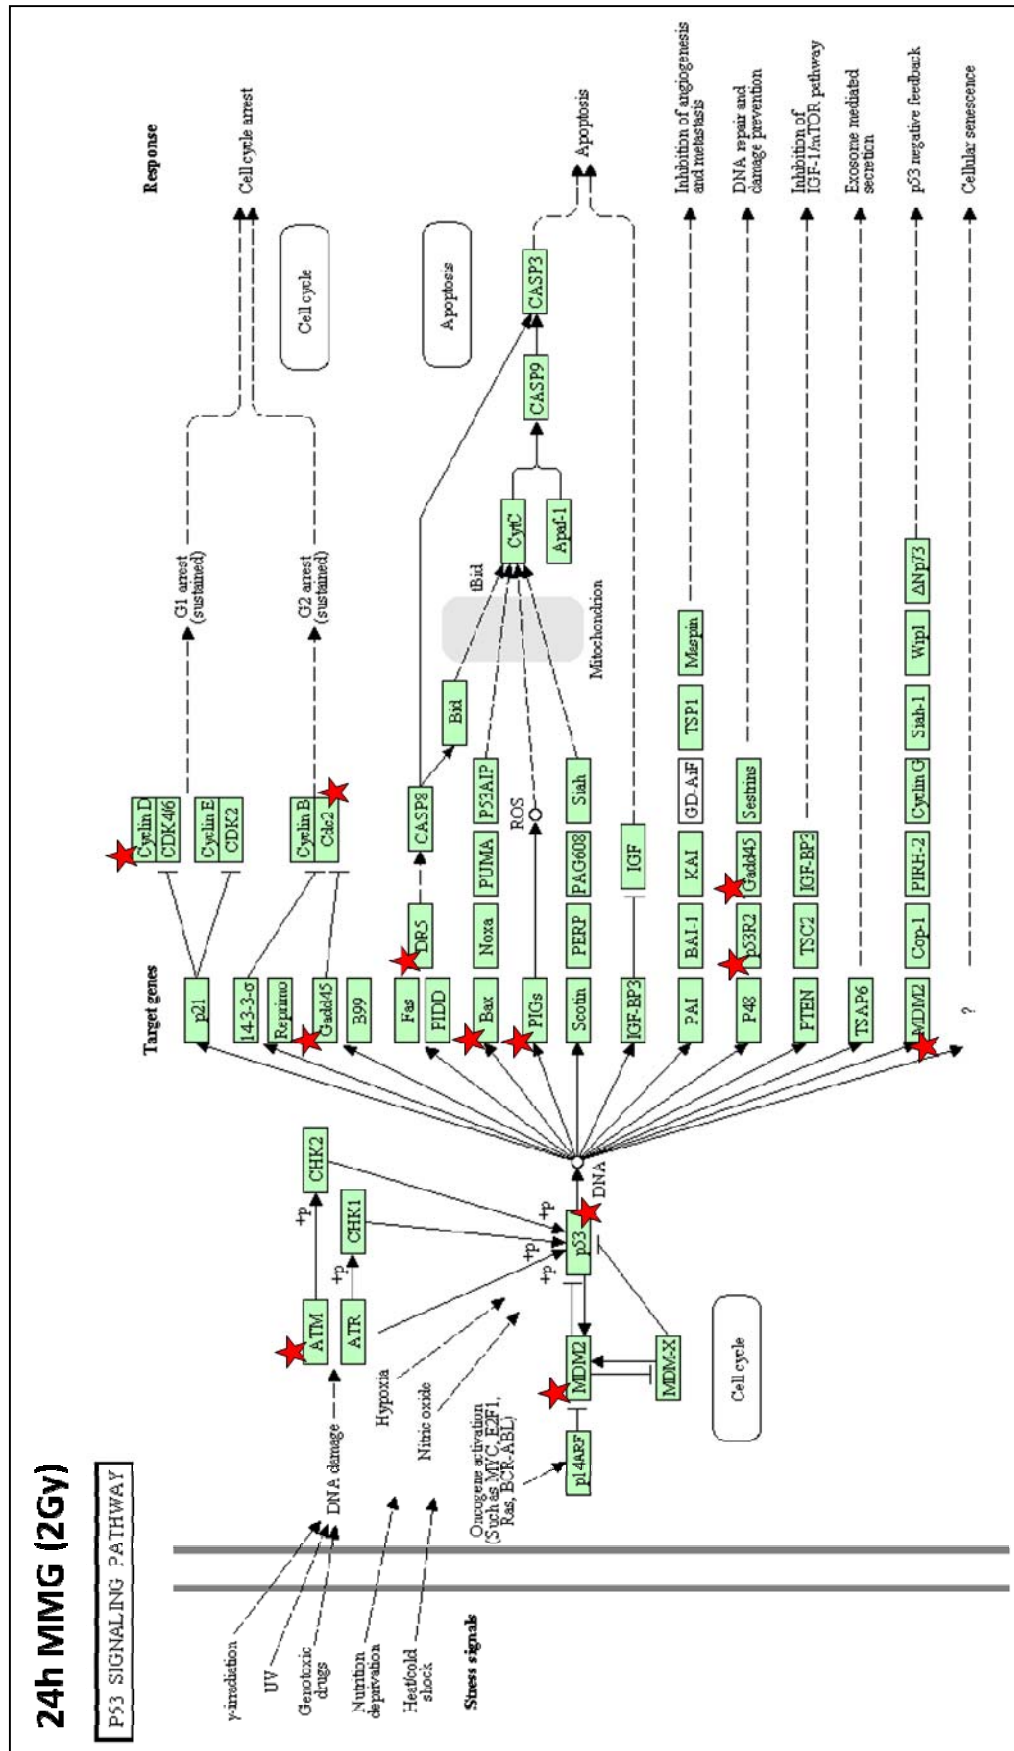 24h MMG (2Gy)
P53 SIGNALING PATHWAY
Stress signals
γ-irradiation
UV
Genotoxic
drugs
Nutrition
deprivation
Heat/cold
shock
DNA damage
Hypoxia
Nitric oxide
Oncogene activation
(Such as MYC, E2F1,
Ras, BCR-ABL)
p14ARF
ATM
ATR
+p
+p
CHK2
CHK1
MDM2
MDM-X
Cell cycle
+p
+p
+p
p53
DNA
Target genes
p21
14-3-3-σ
Reprimo
Gadd45
B99
Cyclin D
CDK4/6
Cyclin E
CDK2
Cyclin B
Cdc2
G1 arrest
(sustained)
G2 arrest
(sustained)
Fas
PIDD
DR5
CASP8
Bid
tBid
Bax
Noxa
PUMA
P53AIP
PIGs
ROS
Scotin
PERP
PAG608
Siah
Mitochondrion
CytC
Apaf-1
CASP9
CASP3
IGF-BP3
IGF
PAI
BAI-1
KAI
GD-AiF
TSP1
Maspin
P48
p53R2
Gadd45
Sestrins
PTEN
TSC2
IGF-BP3
TSAP6
MDM2
Cop-1
PIRH-2
Cyclin G
Siah-1
Wip1
ΔNp73
?
Response
Cell cycle arrest
Cell cycle
Apoptosis
Apoptosis
Inhibition of angiogenesis
and metastasis
DNA repair and
damage prevention
Inhibition of
IGF-1/mTOR pathway
Exosome mediated
secretion
p53 negative feedback
Cellular senescence